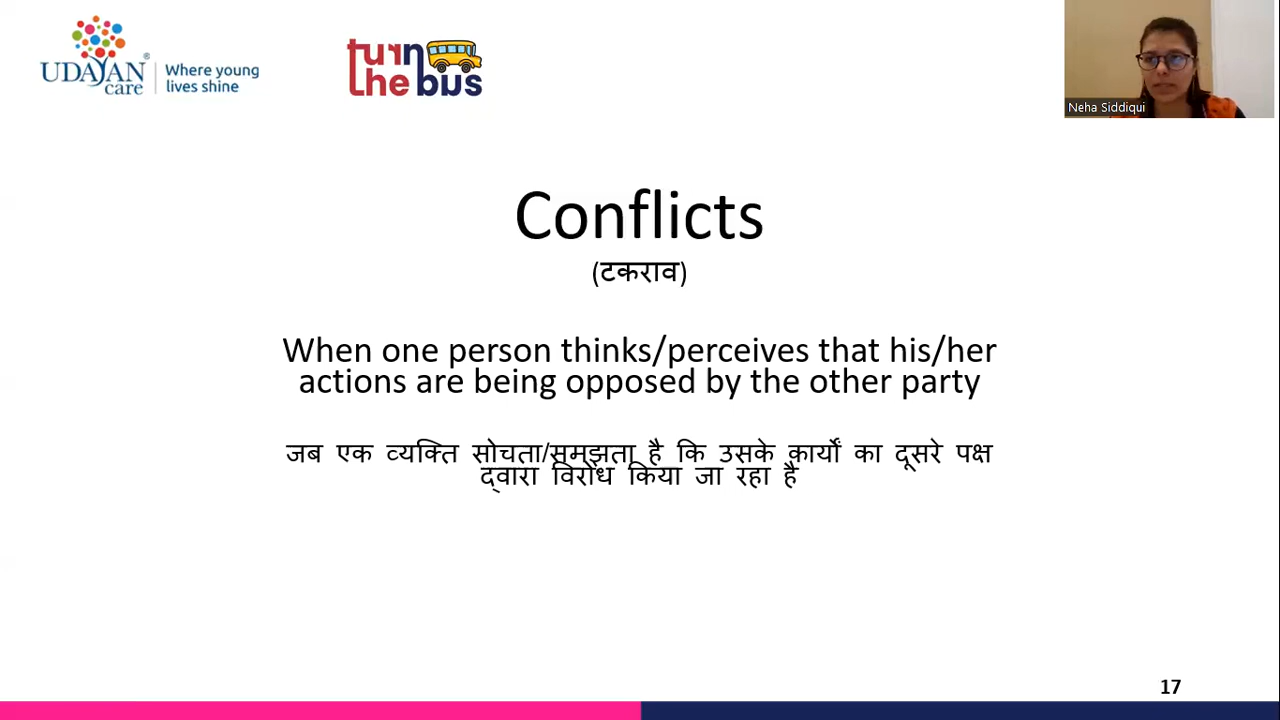 UDAYAN care
Where young
lives shine
turn
the bus
Neha Siddiqui
Conflicts
(टकराव)
When one person thinks/perceives that his/her
actions are being opposed by the other party
जब एक व्यक्ति सोचता/समझता है कि उसके कार्यों का दूसरे पक्ष
द्वारा विरोध किया जा रहा है
17